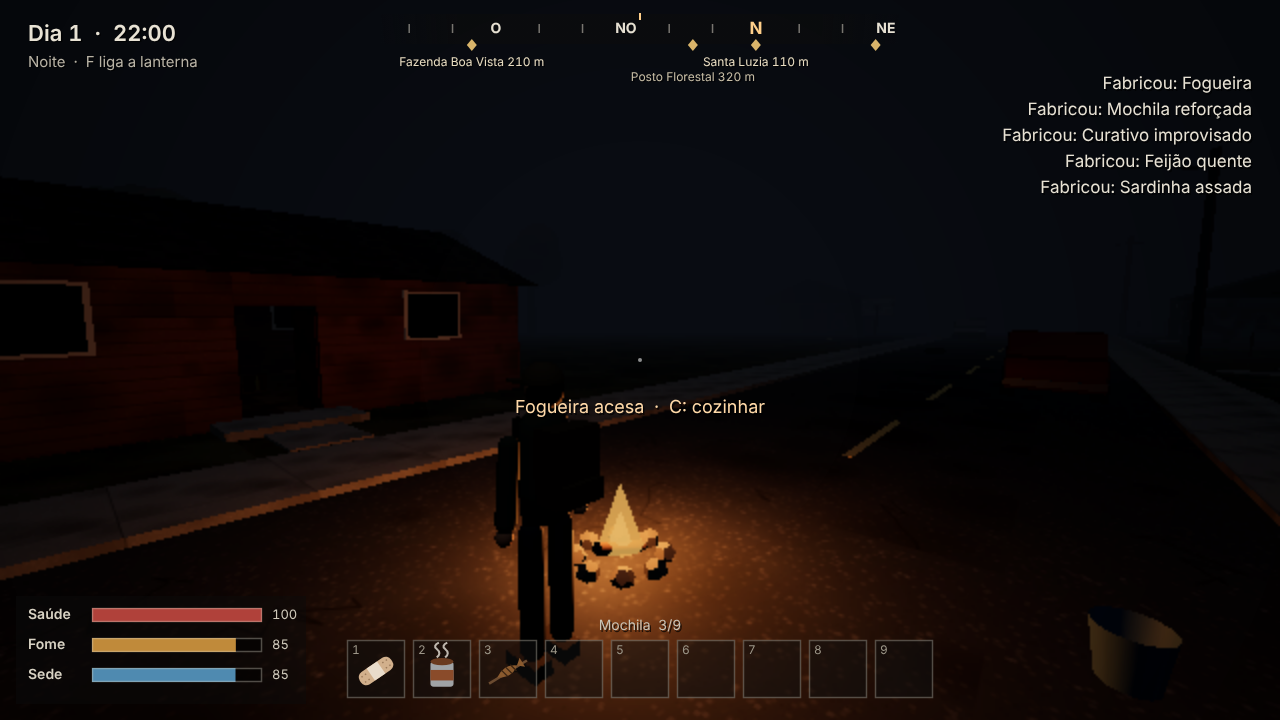 Dia 1 · 22:00
Noite · F liga a lanterna
O NO N NE
Fazenda Boa Vista 210 m
Santa Luzia 110 m
Posto Florestal 320 m
Fabricou: Fogueira
Fabricou: Mochila reforçada
Fabricou: Curativo improvisado
Fabricou: Feijão quente
Fabricou: Sardinha assada
Fogueira acesa · C: cozinhar
Saúde 100
Fome 85
Sede 85
Mochila 3/9
1 2 3 4 5 6 7 8 9